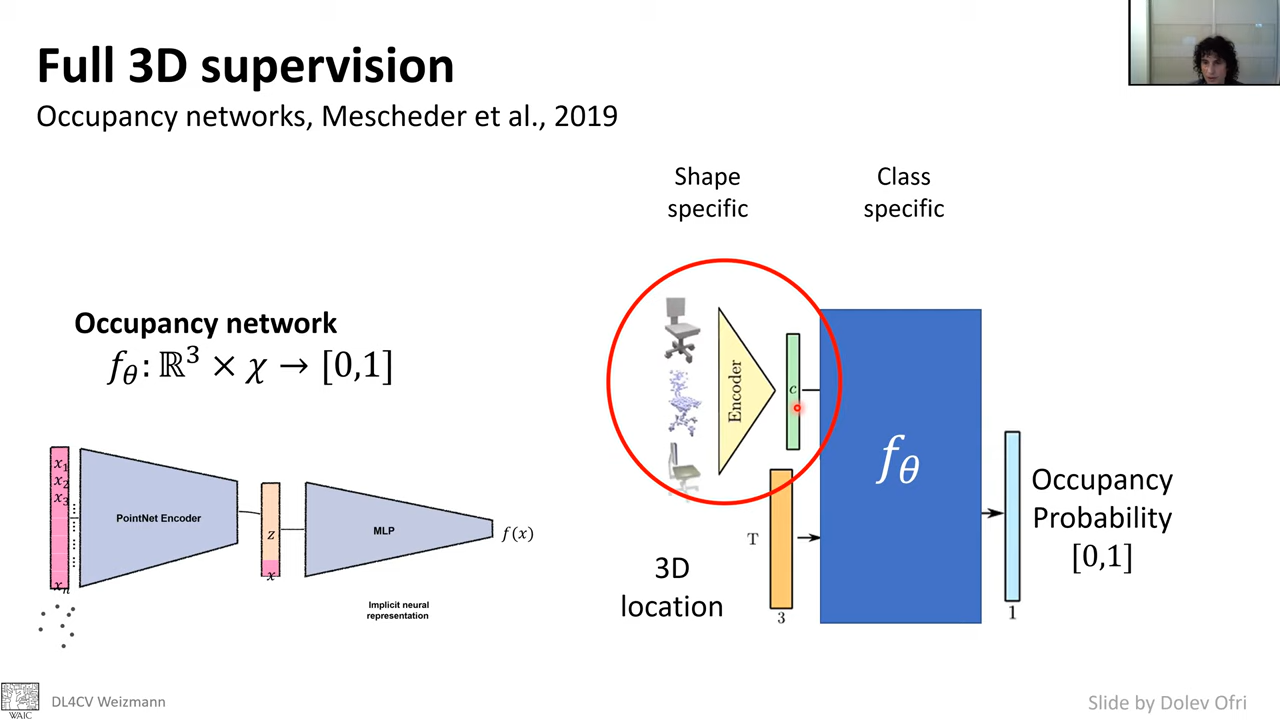 Full 3D supervision
Occupancy networks, Mescheder et al., 2019
Shape
specific
Class
specific
Occupancy network
f_θ: ℝ³ × χ → [0,1]
x₁
x₂
x₃
xₙ
PointNet Encoder
z
x
MLP
f(x)
Implicit neural
representation
Encoder
c
f_θ
T
3
3D
location
1
Occupancy
Probability
[0,1]
WAIC
DL4CV Weizmann
Slide by Dolev Ofri